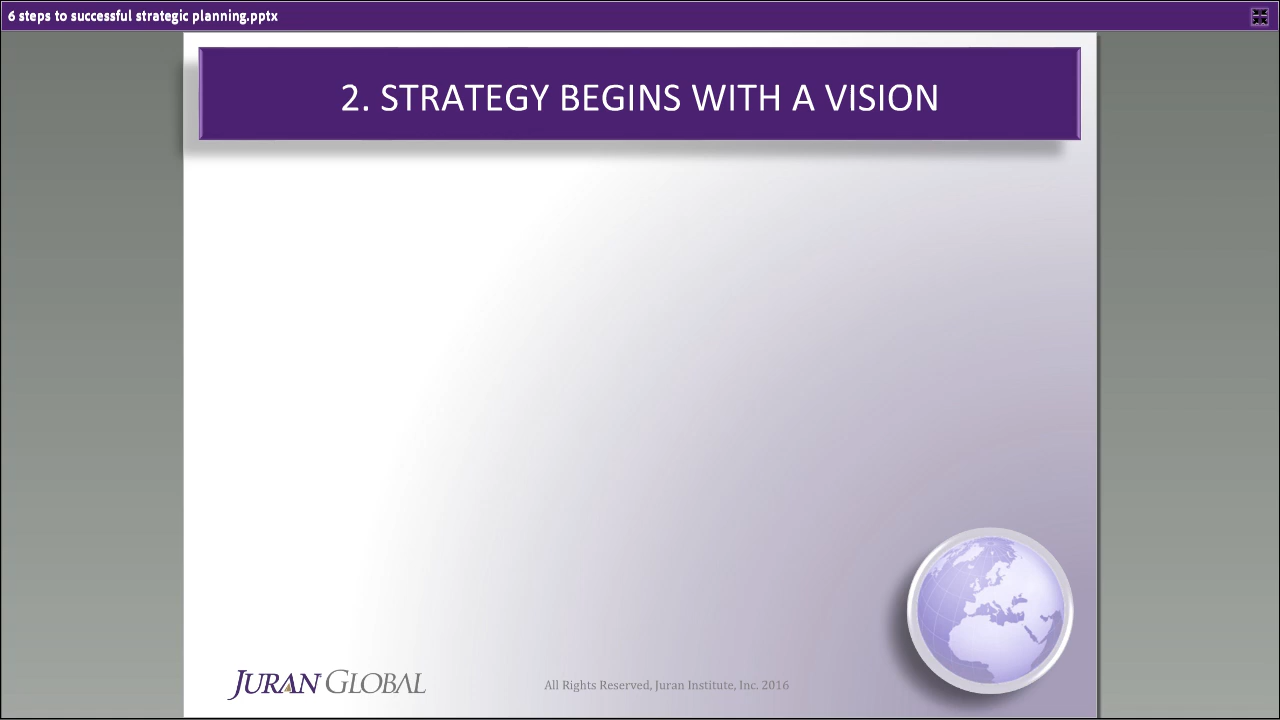 6 steps to successful strategic planning.pptx
2. STRATEGY BEGINS WITH A VISION
JURAN GLOBAL
All Rights Reserved, Juran Institute, Inc. 2016